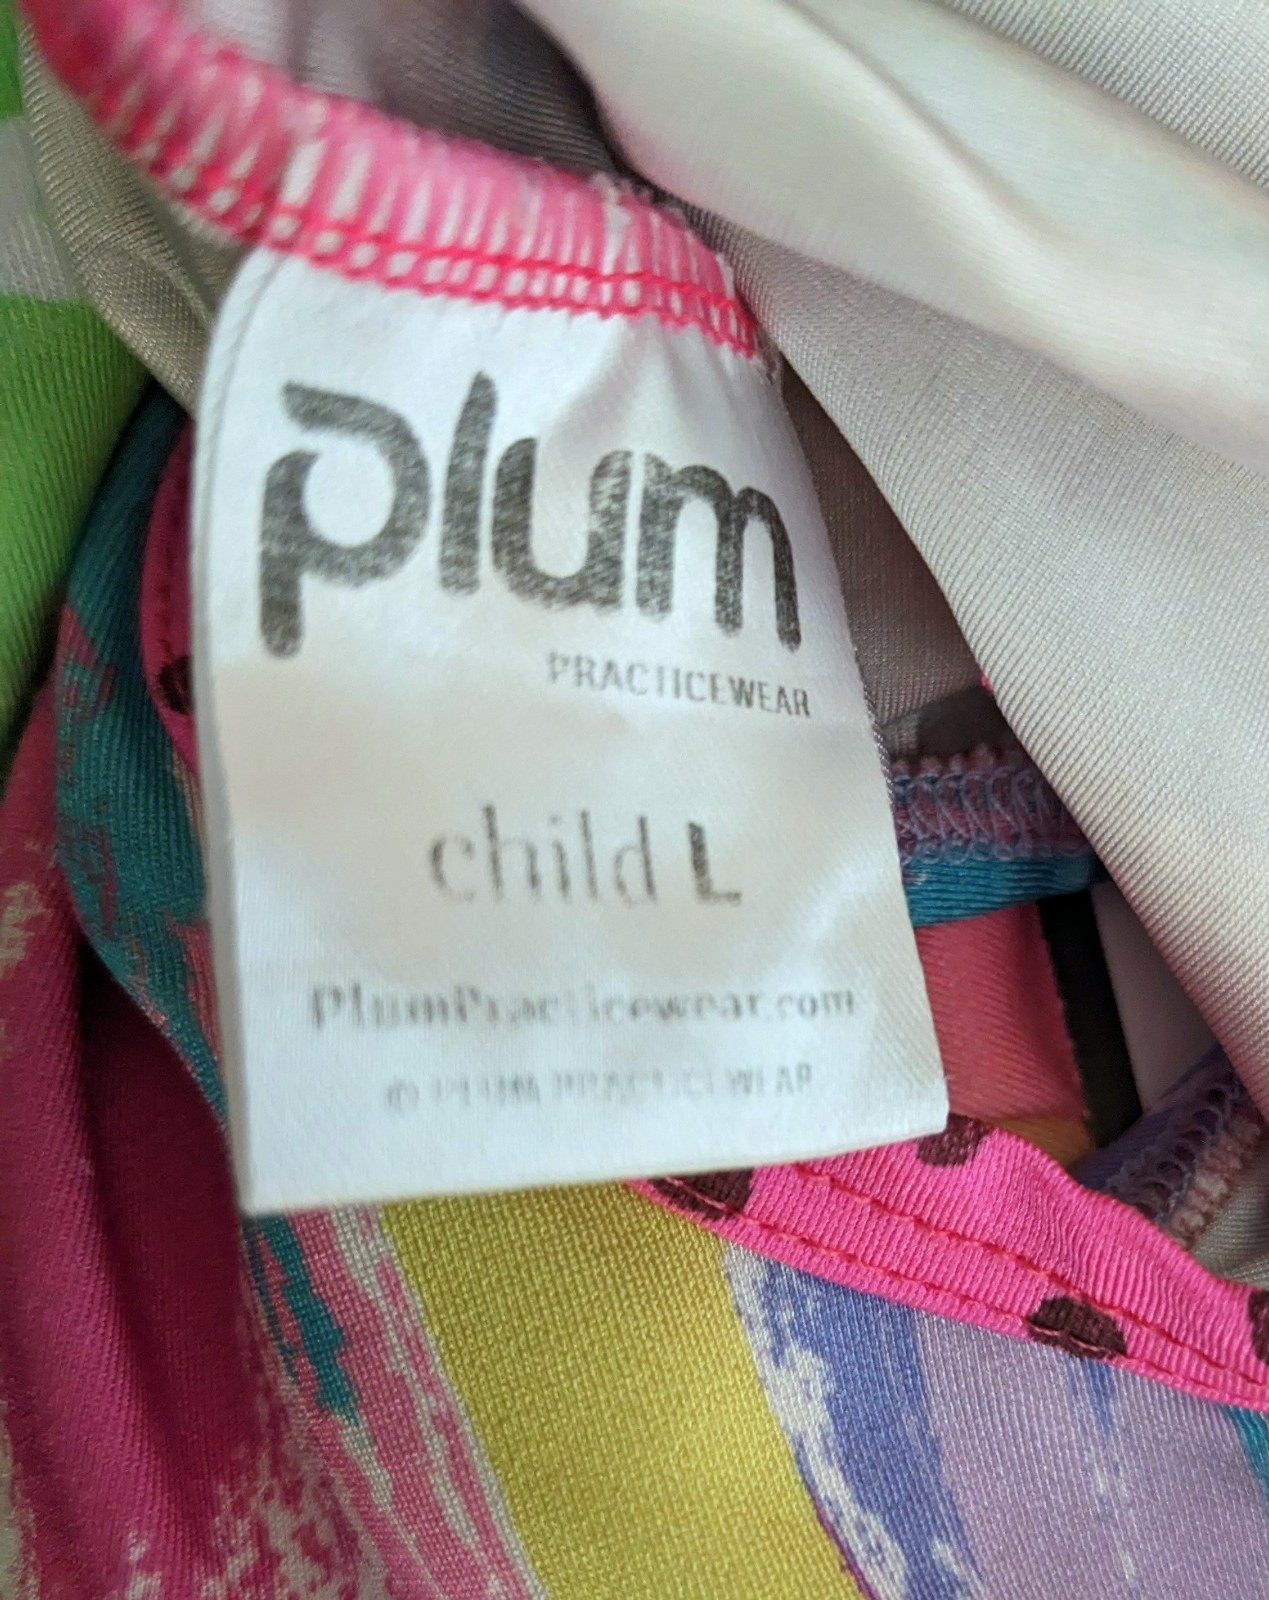 plum
PRACTICEWEAR
child L
PlumPracticewear.com
© PLUM PRACTICEWEAR